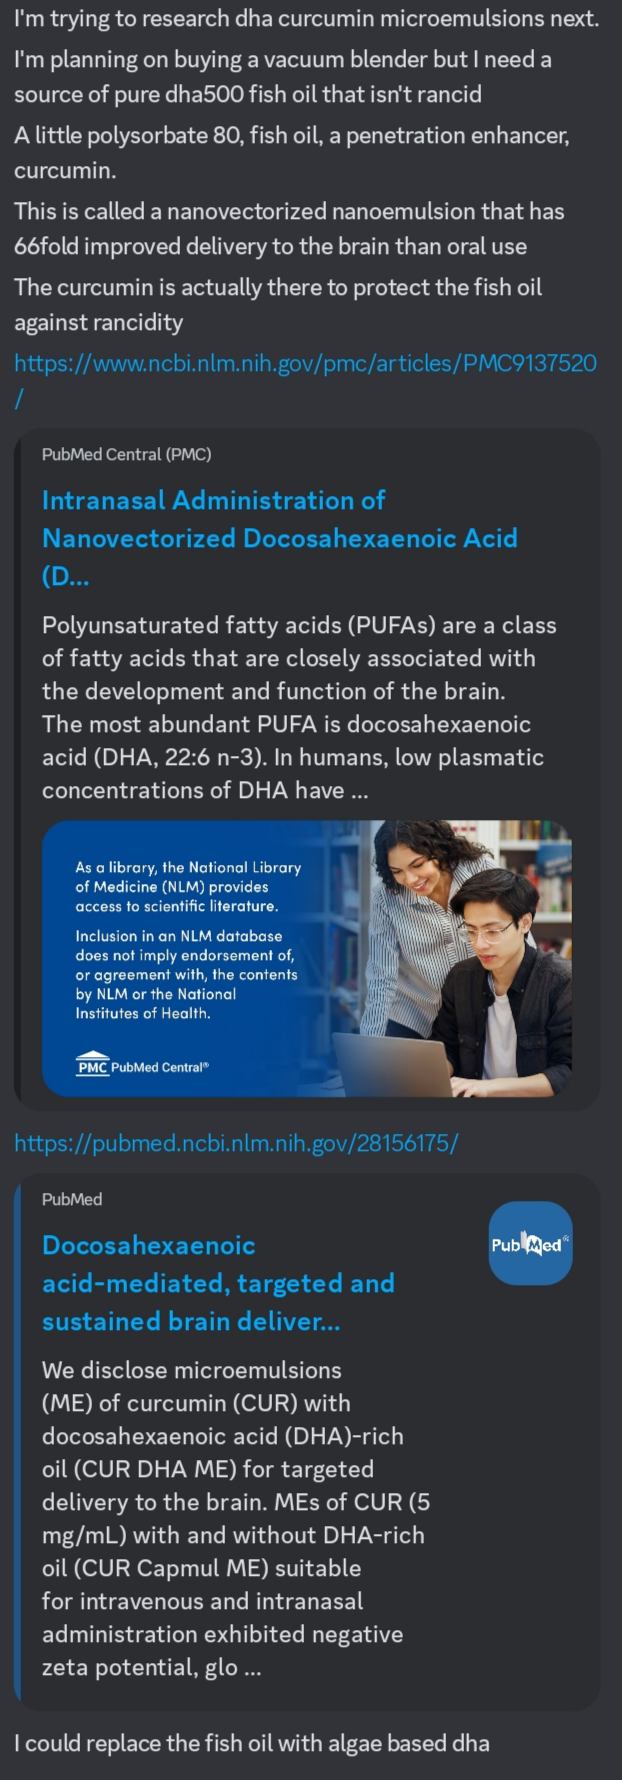 I'm trying to research dha curcumin microemulsions next.
I'm planning on buying a vacuum blender but I need a
source of pure dha500 fish oil that isn't rancid
A little polysorbate 80, fish oil, a penetration enhancer,
curcumin.
This is called a nanovectorized nanoemulsion that has
66fold improved delivery to the brain than oral use
The curcumin is actually there to protect the fish oil
against rancidity
https://www.ncbi.nlm.nih.gov/pmc/articles/PMC9137520
/
PubMed Central (PMC)
Intranasal Administration of
Nanovectorized Docosahexaenoic Acid
(D...
Polyunsaturated fatty acids (PUFAs) are a class
of fatty acids that are closely associated with
the development and function of the brain.
The most abundant PUFA is docosahexaenoic
acid (DHA, 22:6 n-3). In humans, low plasmatic
concentrations of DHA have ...
As a library, the National Library
of Medicine (NLM) provides
access to scientific literature.
Inclusion in an NLM database
does not imply endorsement of,
or agreement with, the contents
by NLM or the National
Institutes of Health.
PMC PubMed Central®
https://pubmed.ncbi.nlm.nih.gov/28156175/
PubMed
PubMed®
Docosahexaenoic
acid-mediated, targeted and
sustained brain deliver...
We disclose microemulsions
(ME) of curcumin (CUR) with
docosahexaenoic acid (DHA)-rich
oil (CUR DHA ME) for targeted
delivery to the brain. MEs of CUR (5
mg/mL) with and without DHA-rich
oil (CUR Capmul ME) suitable
for intravenous and intranasal
administration exhibited negative
zeta potential, glo ...
I could replace the fish oil with algae based dha